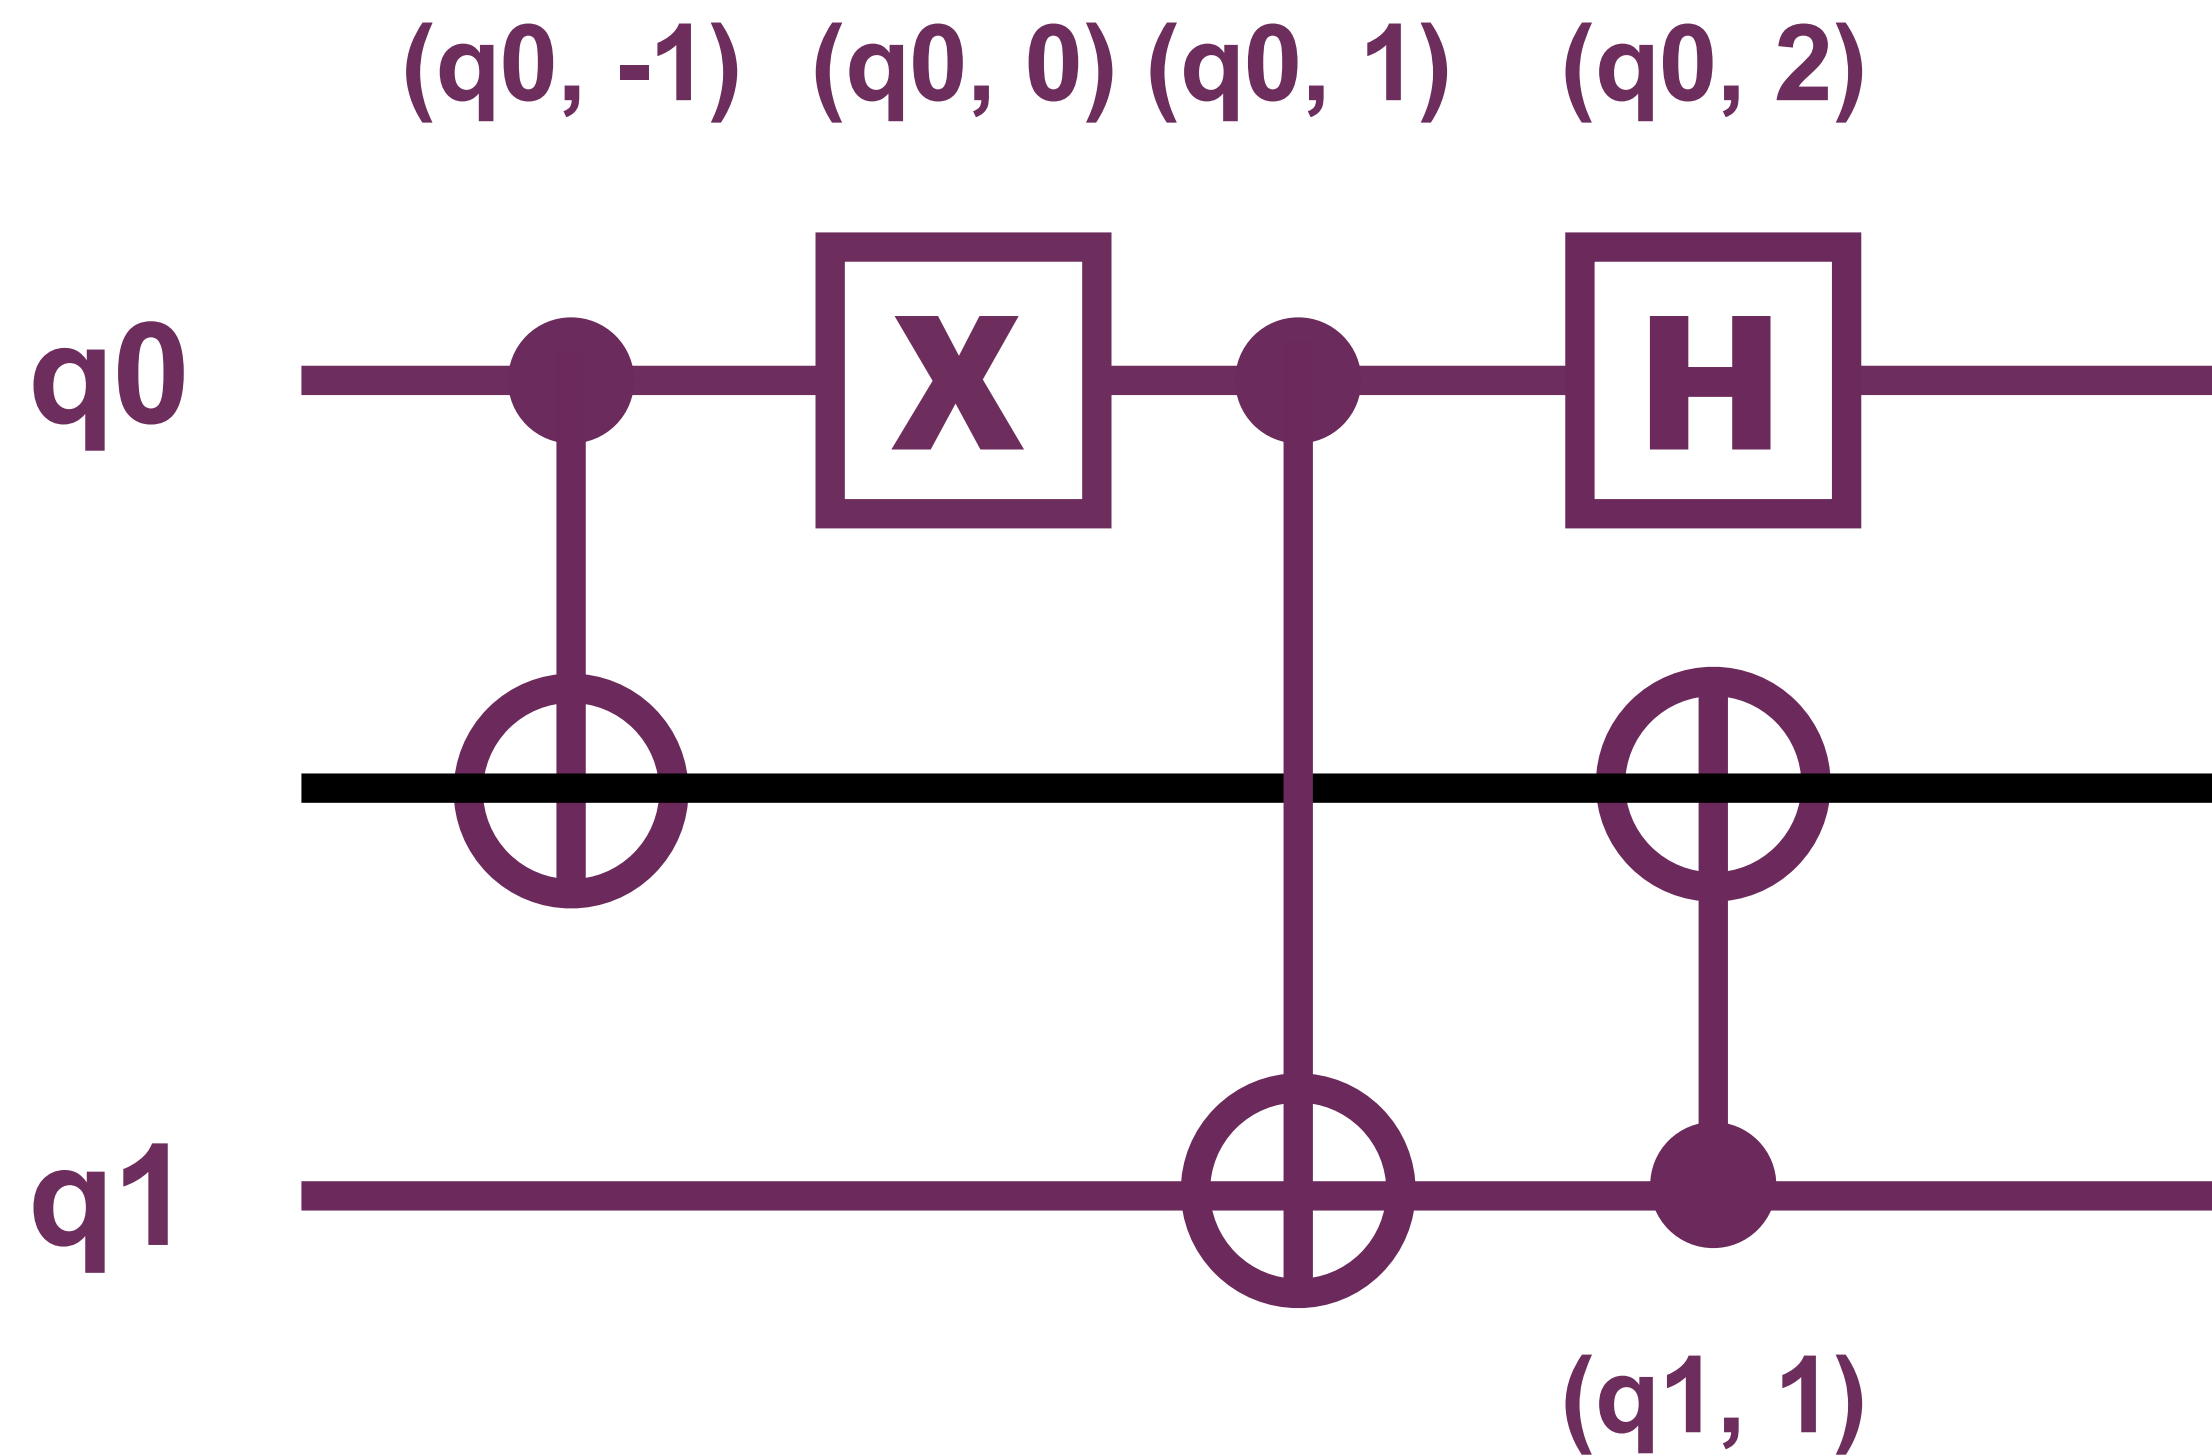 (q0, -1) (q0, 0) (q0, 1) (q0, 2)
q0
X H
q1
(q1, 1)